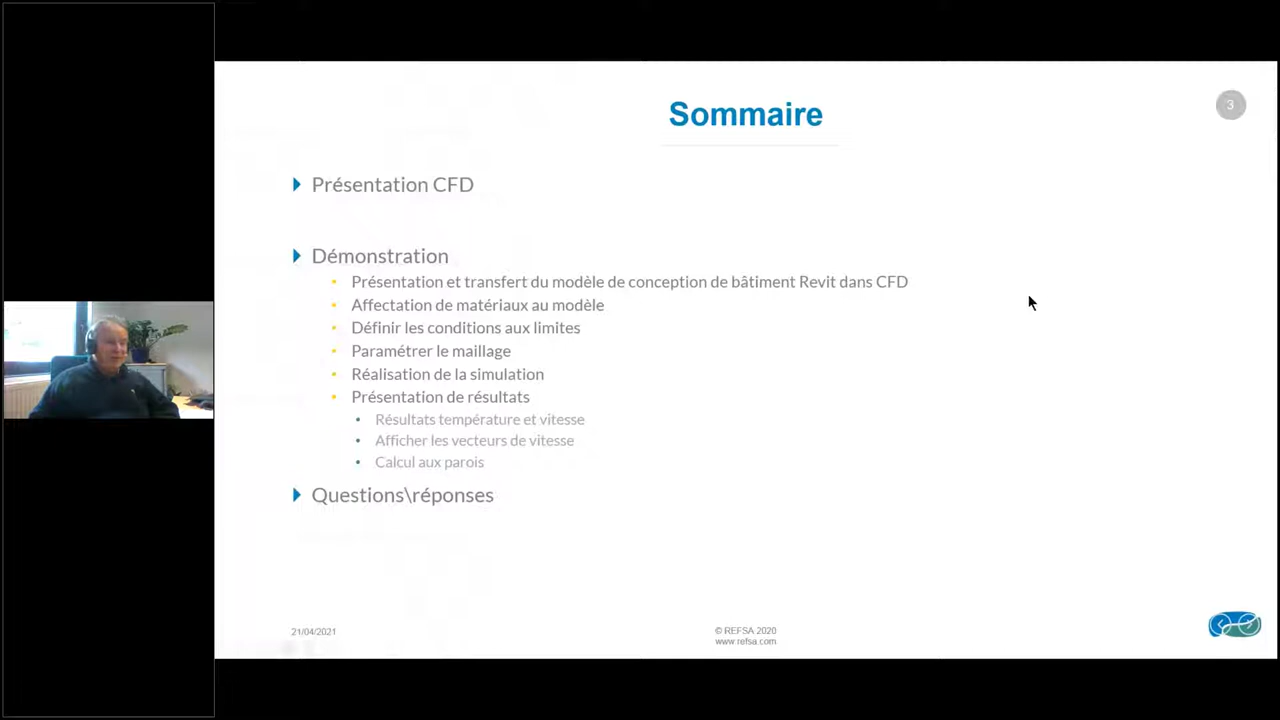 Sommaire
3
Présentation CFD
Démonstration
Présentation et transfert du modèle de conception de bâtiment Revit dans CFD
Affectation de matériaux au modèle
Définir les conditions aux limites
Paramétrer le maillage
Réalisation de la simulation
Présentation de résultats
Résultats température et vitesse
Afficher les vecteurs de vitesse
Calcul aux parois
Questions\réponses
21/04/2021
© REFSA 2020
www.refsa.com